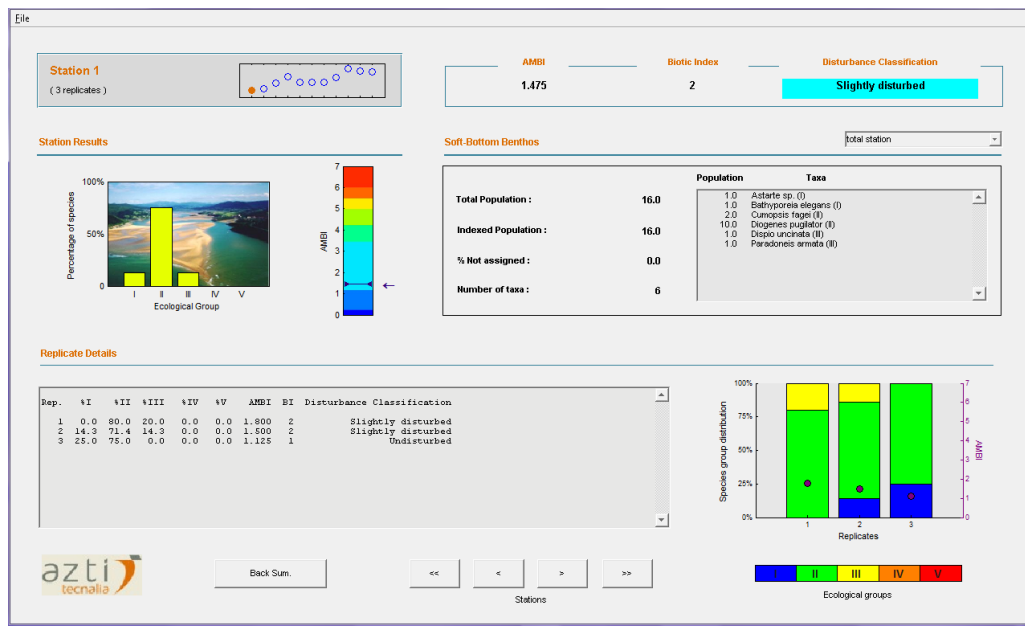 File
Station 1
( 3 replicates )
AMBI
Biotic Index
Disturbance Classification
1.475
2
Slightly disturbed
Station Results
Soft-Bottom Benthos
total station
100%
50%
0
Percentage of species
I II III IV V
Ecological Group
7
6
5
4
3
2
1
0
AMBI
←
Population Taxa
Total Population : 16.0
Indexed Population : 16.0
% Not assigned : 0.0
Number of taxa : 6
1.0 Astarte sp. (I)
1.0 Bathyporeia elegans (I)
2.0 Cumopsis fagei (II)
10.0 Diogenes pugilator (II)
1.0 Dispio uncinata (III)
1.0 Paradoneis armata (III)
Replicate Details
Rep. %I %II %III %IV %V AMBI BI Disturbance Classification
1 0.0 80.0 20.0 0.0 0.0 1.800 2 Slightly disturbed
2 14.3 71.4 14.3 0.0 0.0 1.500 2 Slightly disturbed
3 25.0 75.0 0.0 0.0 0.0 1.125 1 Undisturbed
100%
75%
50%
25%
0%
Species group distribution
7
6
5
4
3
2
1
0
AMBI
1 2 3
Replicates
azti
tecnalia
Back Sum.
<< < > >>
Stations
I II III IV V
Ecological groups